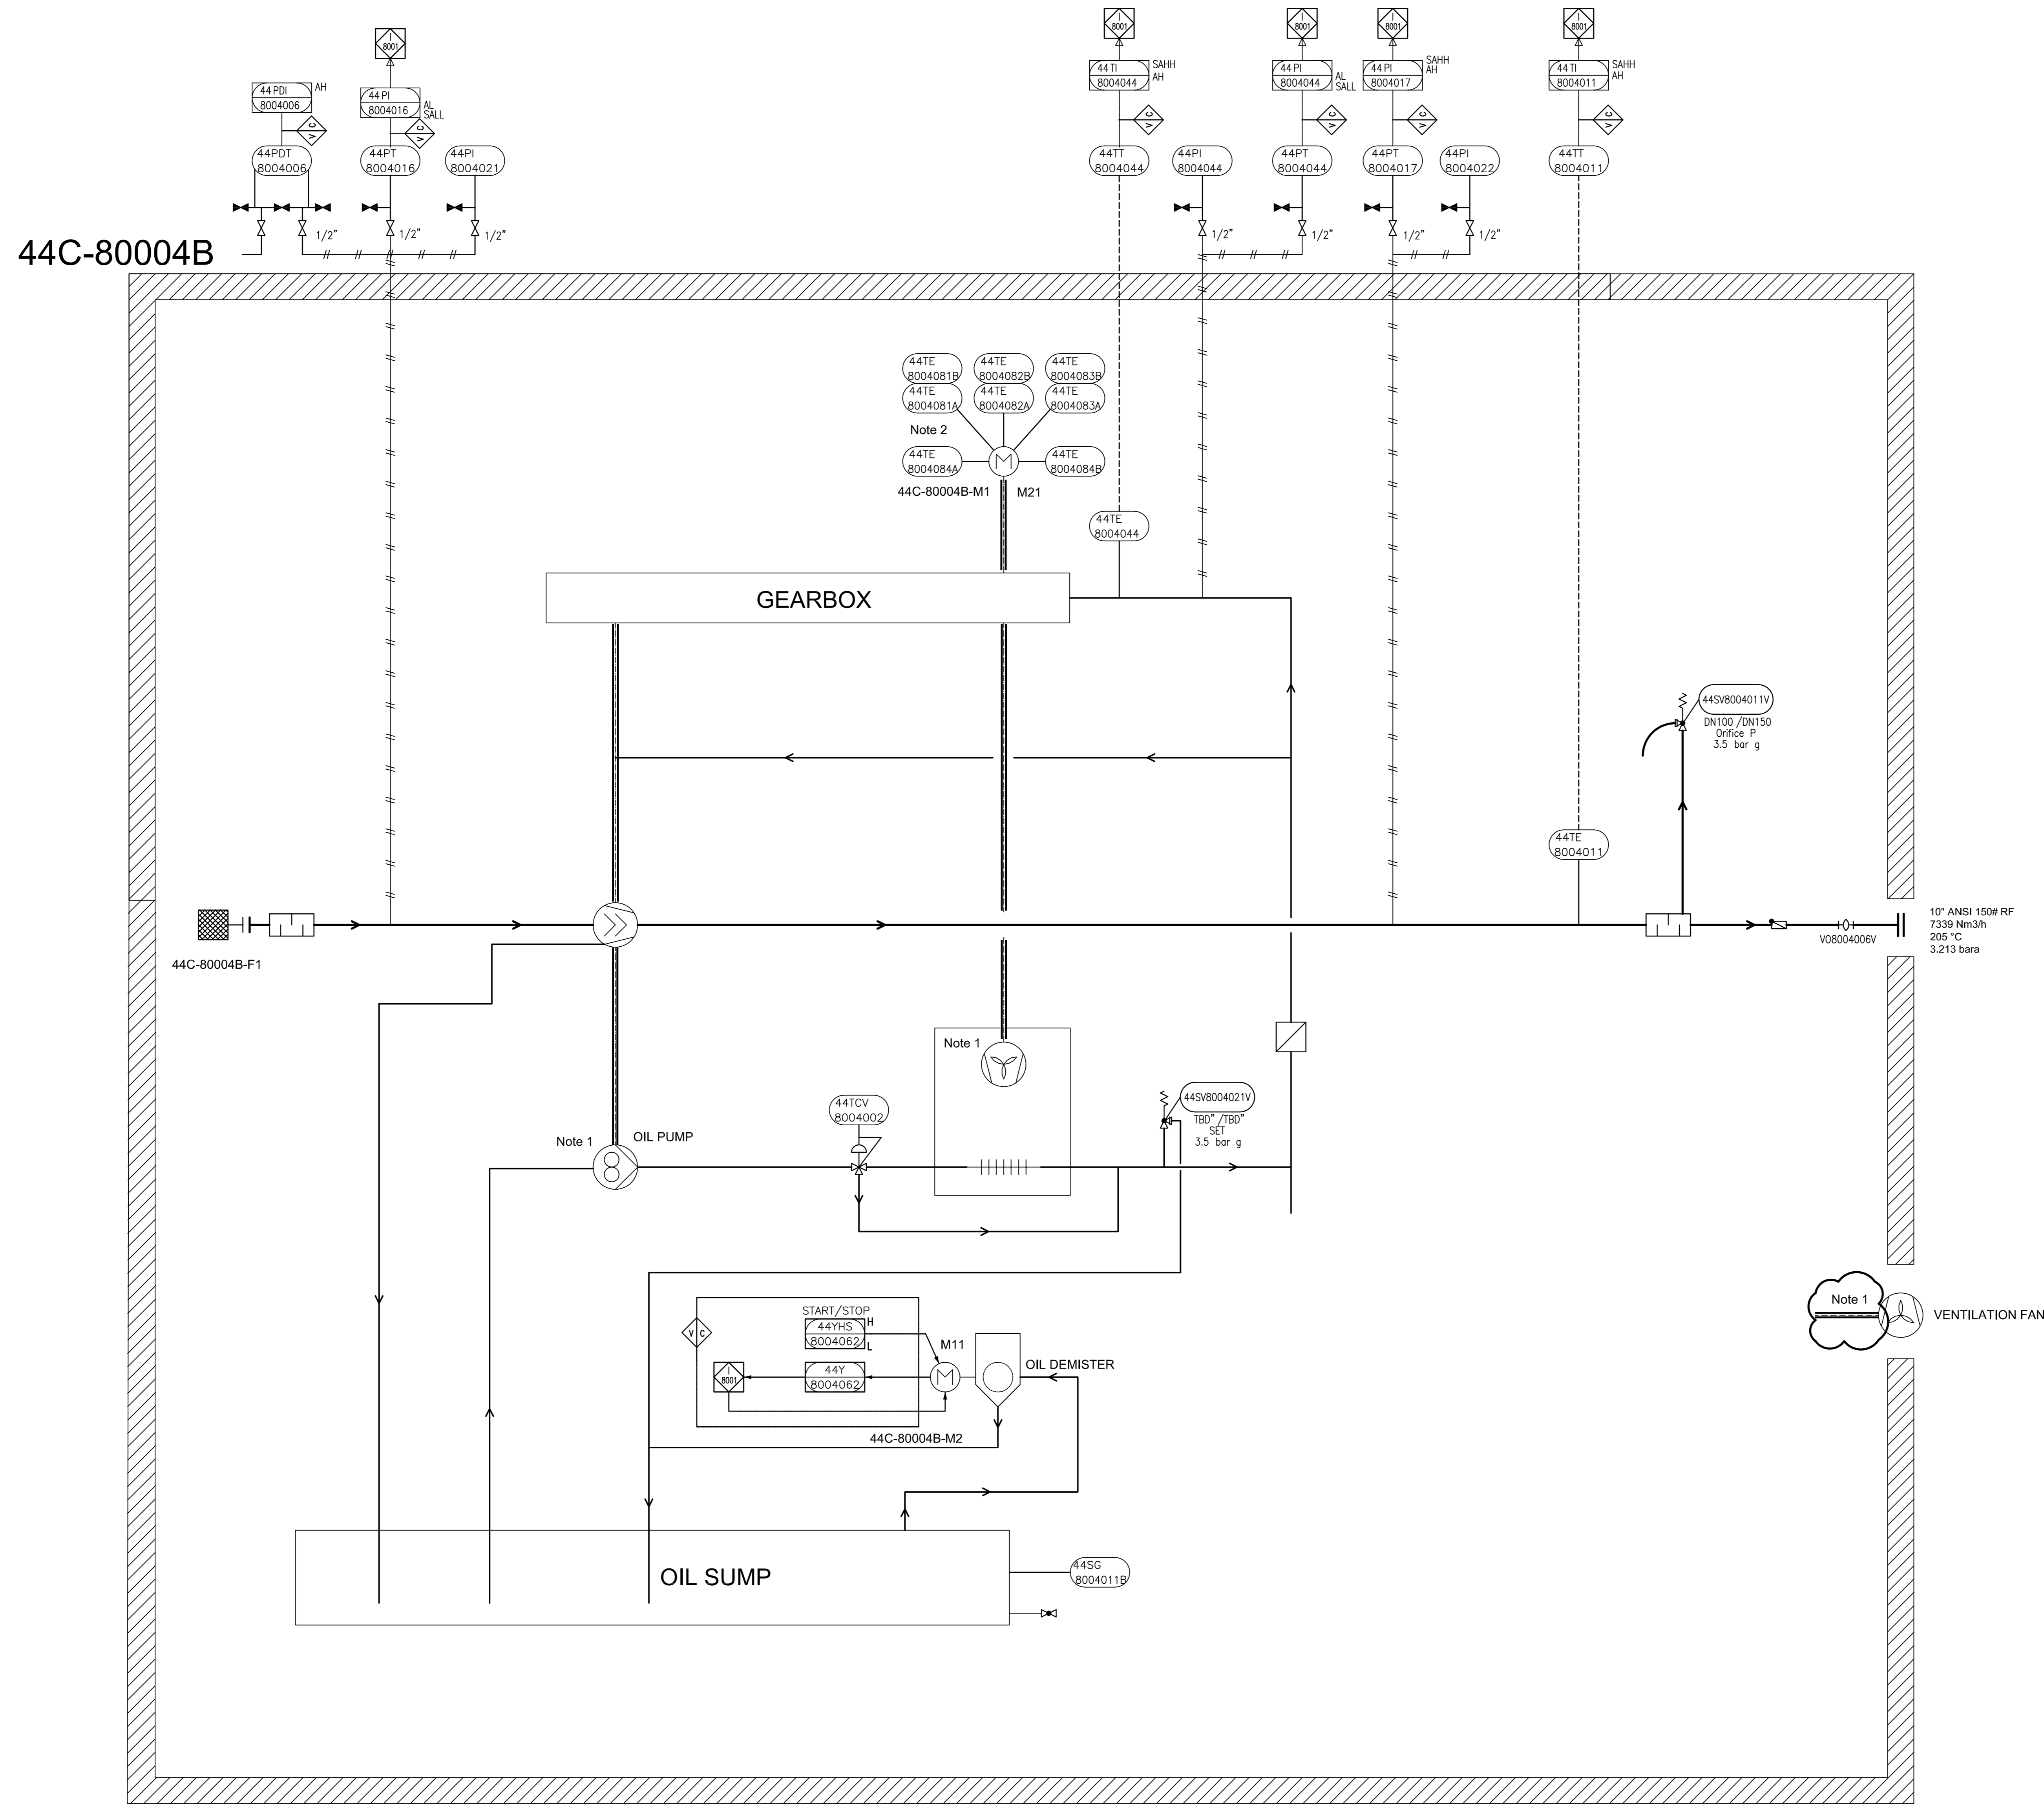 I
8001
I
8001
I
8001
I
8001
I
8001
44 PDI
8004006
AH
44 PI
8004016
AL
SALL
44 TI
8004044
SAHH
AH
44 PI
8004044
AL
SALL
44 PI
8004017
SAHH
AH
44 TI
8004011
SAHH
AH
V C
V C
V C
V C
V C
V C
44PDT
8004006
44PT
8004016
44PI
8004021
44TT
8004044
44PI
8004044
44PT
8004044
44PT
8004017
44PI
8004022
44TT
8004011
1/2"
1/2"
1/2"
1/2"
1/2"
1/2"
1/2"
44C-80004B
44TE
8004081B
44TE
8004082B
44TE
8004083B
44TE
8004081A
44TE
8004082A
44TE
8004083A
Note 2
44TE
8004084A
M
44TE
8004084B
44C-80004B-M1
M21
44TE
8004044
GEARBOX
44SV8004011V
DN100 /DN150
Orifice P
3.5 bar g
44TE
8004011
44C-80004B-F1
VO8004006V
10" ANSI 150# RF
7339 Nm3/h
205 °C
3.213 bara
Note 1
44TCV
8004002
44SV8004021V
TBD" /TBD"
SET
3.5 bar g
Note 1
OIL PUMP
Note 1
VENTILATION FAN
START/STOP
44YHS
8004062
H
L
V C
M11
I
8001
44Y
8004062
M
OIL DEMISTER
44C-80004B-M2
OIL SUMP
44SG
8004011B